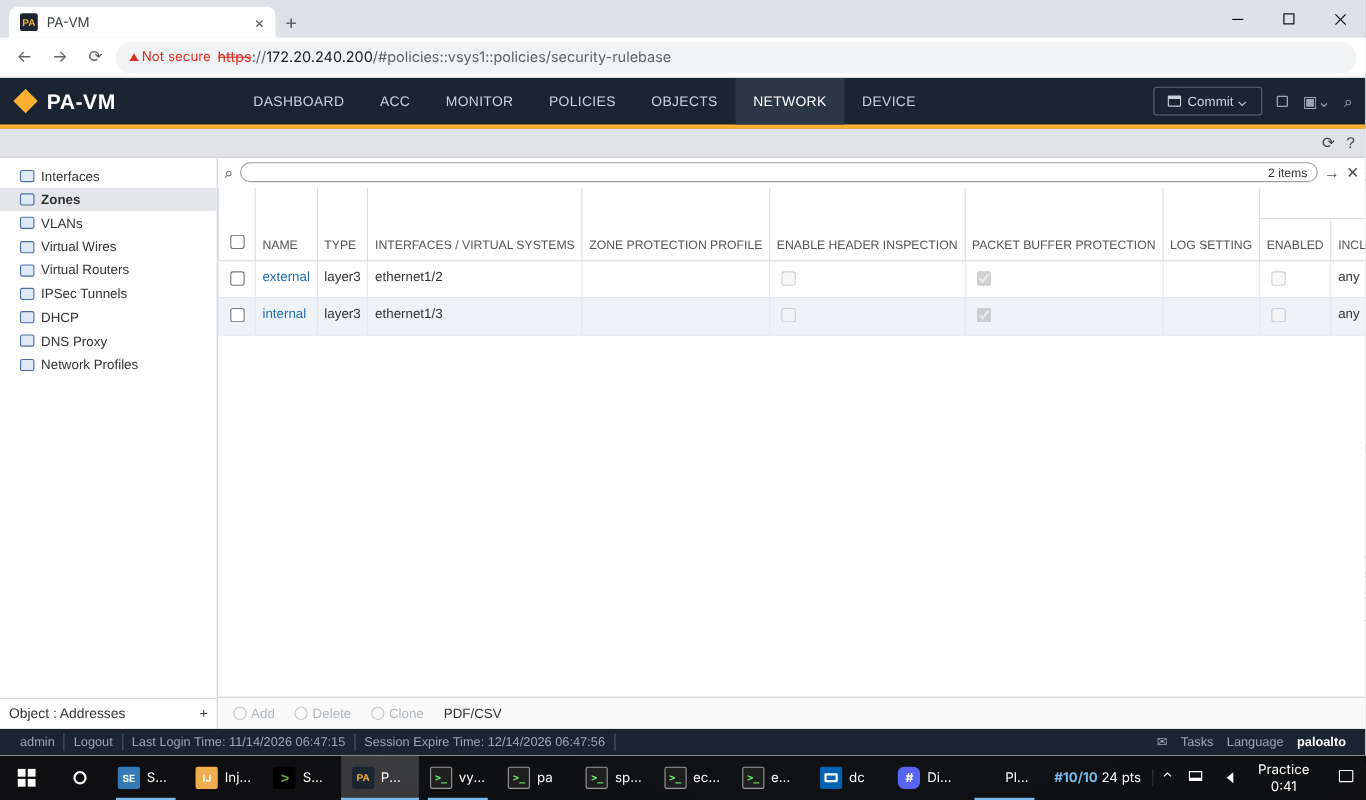 PA PA-VM × +
Not secure https://172.20.240.200/#policies::vsys1::policies/security-rulebase
PA-VM DASHBOARD ACC MONITOR POLICIES OBJECTS NETWORK DEVICE Commit
?
Interfaces
Zones
VLANs
Virtual Wires
Virtual Routers
IPSec Tunnels
DHCP
DNS Proxy
Network Profiles
2 items
NAME TYPE INTERFACES / VIRTUAL SYSTEMS ZONE PROTECTION PROFILE ENABLE HEADER INSPECTION PACKET BUFFER PROTECTION LOG SETTING ENABLED INCL
external layer3 ethernet1/2 any
internal layer3 ethernet1/3 any
Object : Addresses +
Add Delete Clone PDF/CSV
admin Logout Last Login Time: 11/14/2026 06:47:15 Session Expire Time: 12/14/2026 06:47:56 Tasks Language paloalto
SE S... IJ Inj... > S... PA P... >_ vy... >_ pa >_ sp... >_ ec... >_ e... dc # Di... Pl... #10/10 24 pts Practice
0:41